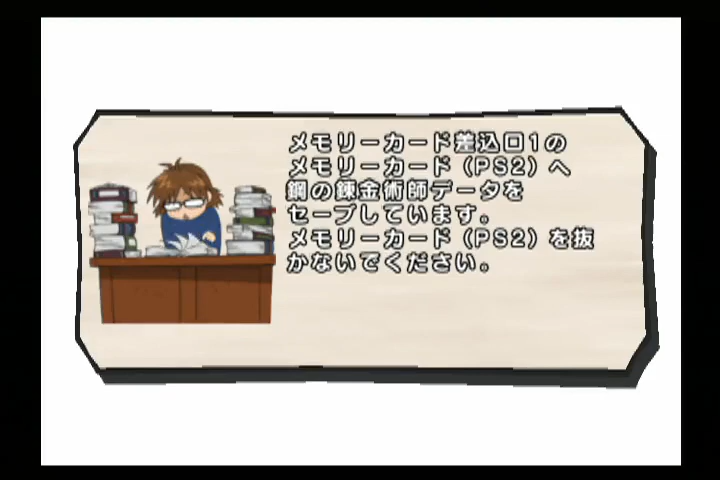 メモリーカード差込口1の
メモリーカード（PS2）へ
鋼の錬金術師データを
セーブしています。
メモリーカード（PS2）を抜
かないでください。